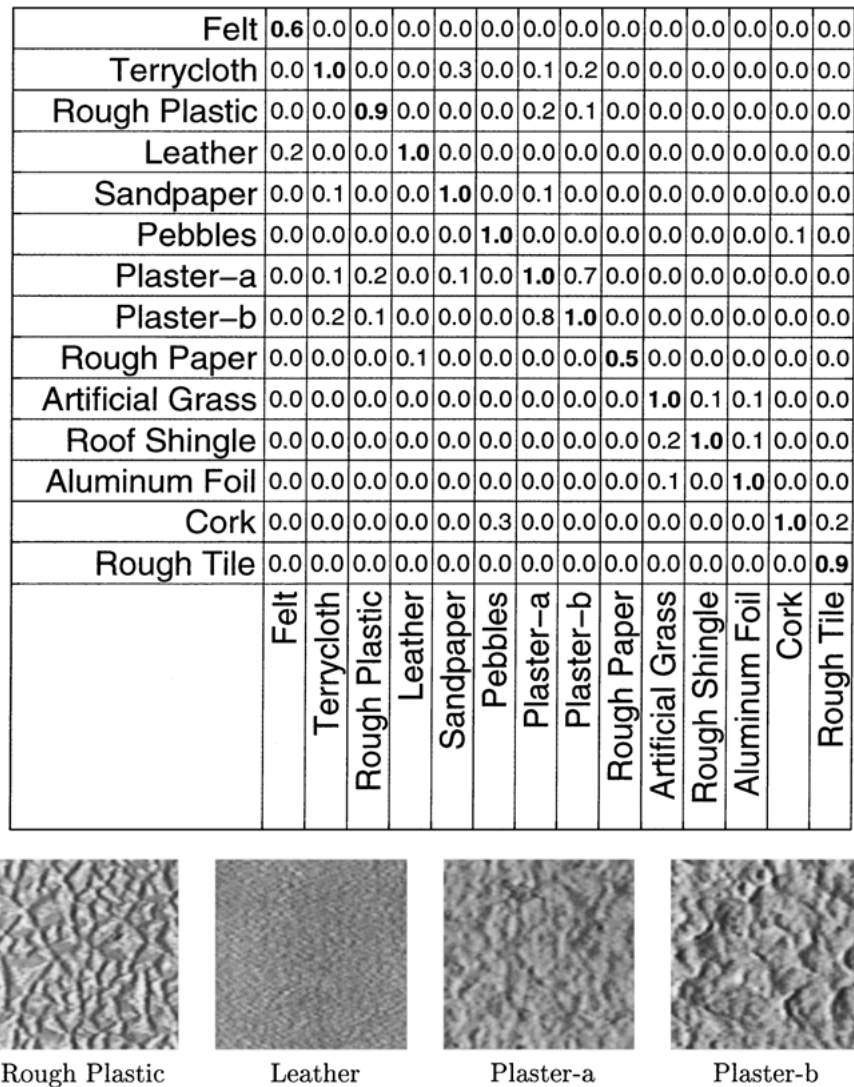 Felt 0.6 0.0 0.0 0.0 0.0 0.0 0.0 0.0 0.0 0.0 0.0 0.0 0.0 0.0
Terrycloth 0.0 1.0 0.0 0.0 0.3 0.0 0.1 0.2 0.0 0.0 0.0 0.0 0.0 0.0
Rough Plastic 0.0 0.0 0.9 0.0 0.0 0.0 0.2 0.1 0.0 0.0 0.0 0.0 0.0 0.0
Leather 0.2 0.0 0.0 1.0 0.0 0.0 0.0 0.0 0.0 0.0 0.0 0.0 0.0 0.0
Sandpaper 0.0 0.1 0.0 0.0 1.0 0.0 0.1 0.0 0.0 0.0 0.0 0.0 0.0 0.0
Pebbles 0.0 0.0 0.0 0.0 0.0 1.0 0.0 0.0 0.0 0.0 0.0 0.0 0.1 0.0
Plaster-a 0.0 0.1 0.2 0.0 0.1 0.0 1.0 0.7 0.0 0.0 0.0 0.0 0.0 0.0
Plaster-b 0.0 0.2 0.1 0.0 0.0 0.0 0.8 1.0 0.0 0.0 0.0 0.0 0.0 0.0
Rough Paper 0.0 0.0 0.0 0.1 0.0 0.0 0.0 0.0 0.5 0.0 0.0 0.0 0.0 0.0
Artificial Grass 0.0 0.0 0.0 0.0 0.0 0.0 0.0 0.0 0.0 1.0 0.1 0.1 0.0 0.0
Roof Shingle 0.0 0.0 0.0 0.0 0.0 0.0 0.0 0.0 0.0 0.2 1.0 0.1 0.0 0.0
Aluminum Foil 0.0 0.0 0.0 0.0 0.0 0.0 0.0 0.0 0.0 0.1 0.0 1.0 0.0 0.0
Cork 0.0 0.0 0.0 0.0 0.0 0.3 0.0 0.0 0.0 0.0 0.0 0.0 1.0 0.2
Rough Tile 0.0 0.0 0.0 0.0 0.0 0.0 0.0 0.0 0.0 0.0 0.0 0.0 0.0 0.9
Felt
Terrycloth
Rough Plastic
Leather
Sandpaper
Pebbles
Plaster-a
Plaster-b
Rough Paper
Artificial Grass
Rough Shingle
Aluminum Foil
Cork
Rough Tile
Rough Plastic
Leather
Plaster-a
Plaster-b